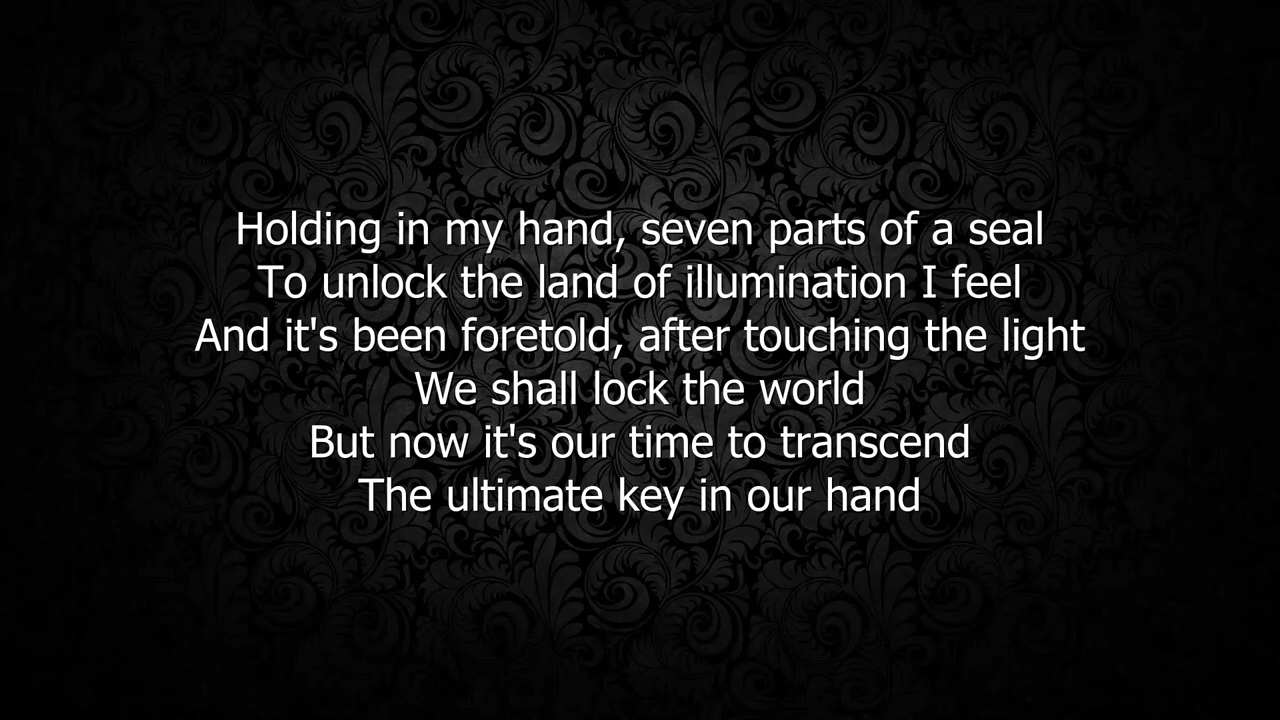 Holding in my hand, seven parts of a seal
To unlock the land of illumination I feel
And it's been foretold, after touching the light
We shall lock the world
But now it's our time to transcend
The ultimate key in our hand